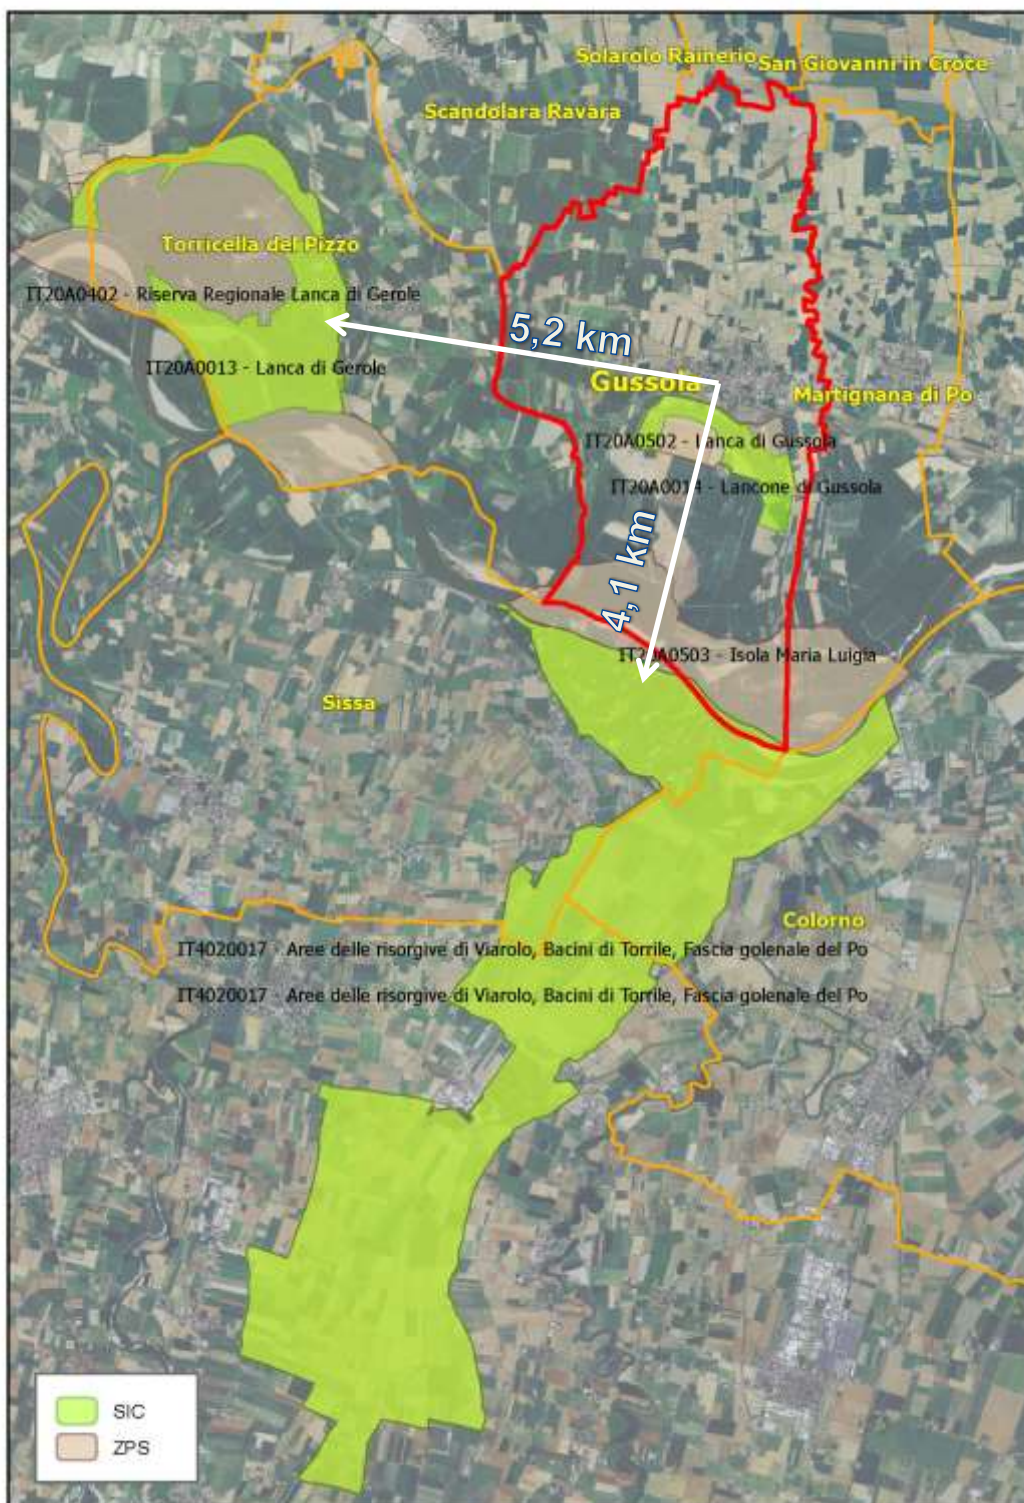 Solarolo Rainerio
San Giovanni in Croce
Scandolara Ravara
Torricella del Pizzo
IT20A0402 - Riserva Regionale Lanca di Gerole
5,2 km
IT20A0013 - Lanca di Gerole
Gussola
Martignana di Po
IT20A0502 - Lanca di Gussola
IT20A0014 - Lancone di Gussola
4,1 km
IT20A0503 - Isola Maria Luigia
Sissa
Colorno
IT4020017 - Aree delle risorgive di Viarolo, Bacini di Torrile, Fascia golenale del Po
IT4020017 - Aree delle risorgive di Viarolo, Bacini di Torrile, Fascia golenale del Po
SIC
ZPS